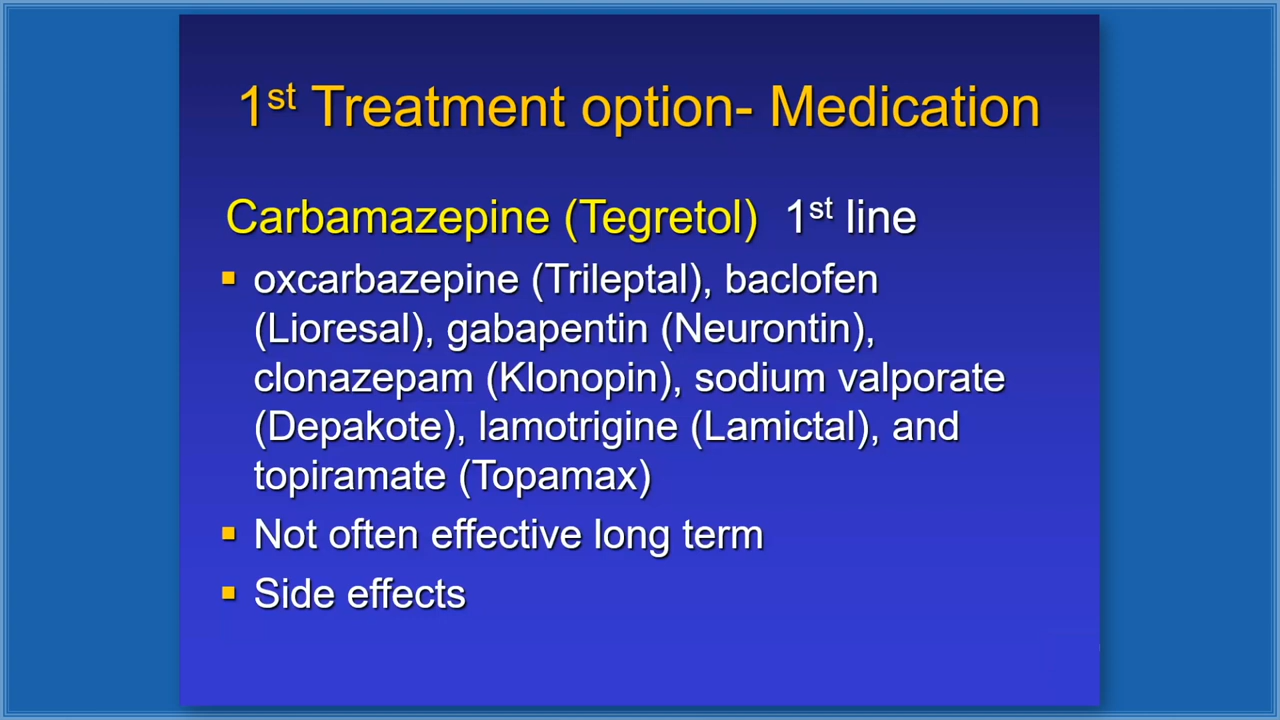 1st Treatment option- Medication
Carbamazepine (Tegretol) 1st line
▪ oxcarbazepine (Trileptal), baclofen
(Lioresal), gabapentin (Neurontin),
clonazepam (Klonopin), sodium valporate
(Depakote), lamotrigine (Lamictal), and
topiramate (Topamax)
▪ Not often effective long term
▪ Side effects